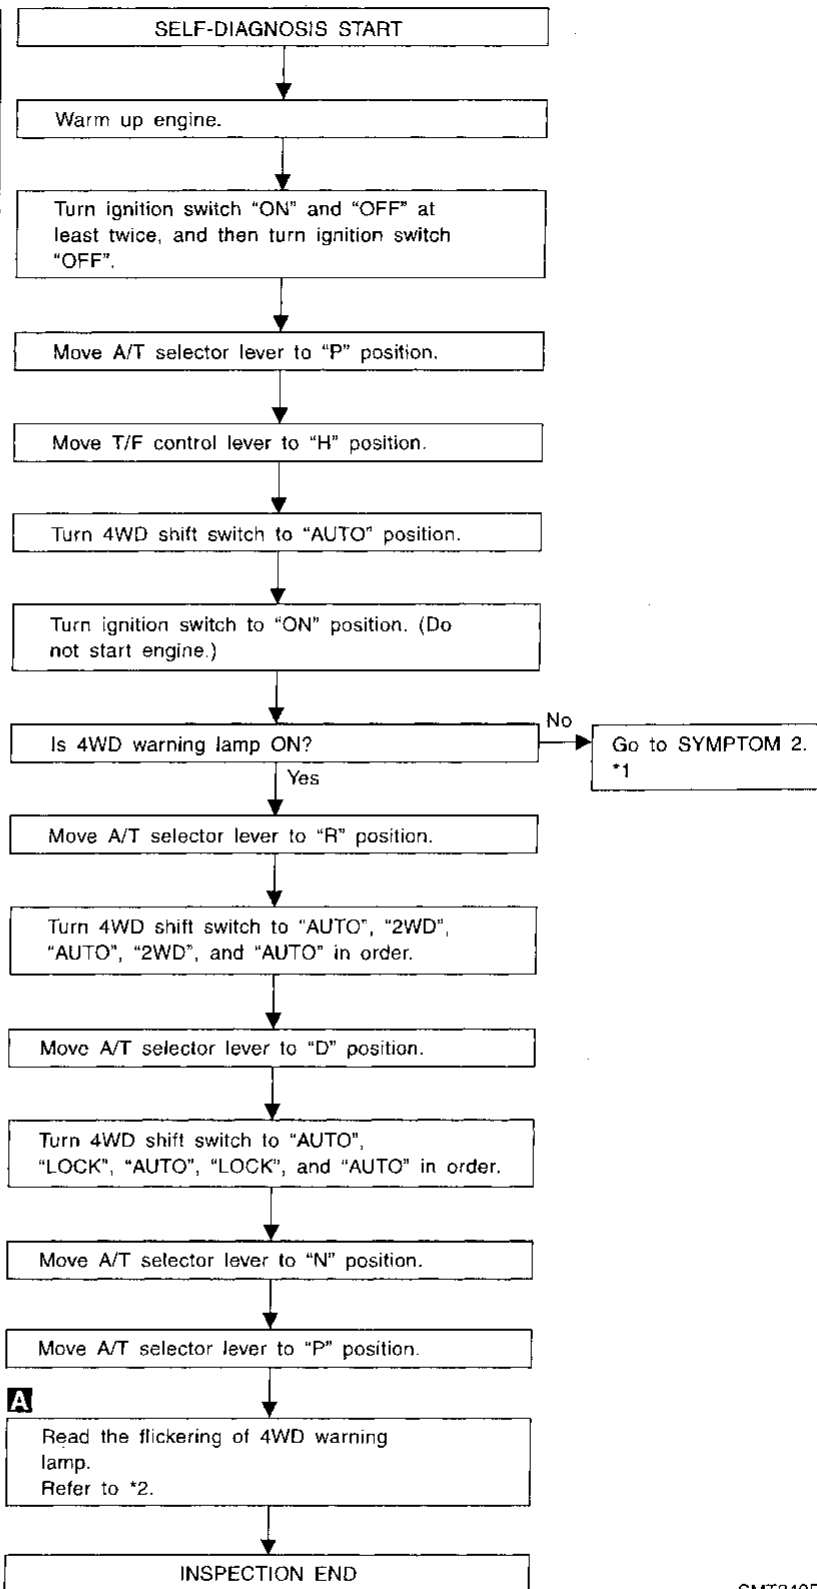 SELF-DIAGNOSIS START
Warm up engine.
Turn ignition switch “ON” and “OFF” at
least twice, and then turn ignition switch
“OFF”.
Move A/T selector lever to “P” position.
Move T/F control lever to “H” position.
Turn 4WD shift switch to “AUTO” position.
Turn ignition switch to “ON” position. (Do
not start engine.)
Is 4WD warning lamp ON?
No
Go to SYMPTOM 2.
*1
Yes
Move A/T selector lever to “R” position.
Turn 4WD shift switch to “AUTO”, “2WD”,
“AUTO”, “2WD”, and “AUTO” in order.
Move A/T selector lever to “D” position.
Turn 4WD shift switch to “AUTO”,
“LOCK”, “AUTO”, “LOCK”, and “AUTO” in order.
Move A/T selector lever to “N” position.
Move A/T selector lever to “P” position.
A
Read the flickering of 4WD warning
lamp.
Refer to *2.
INSPECTION END